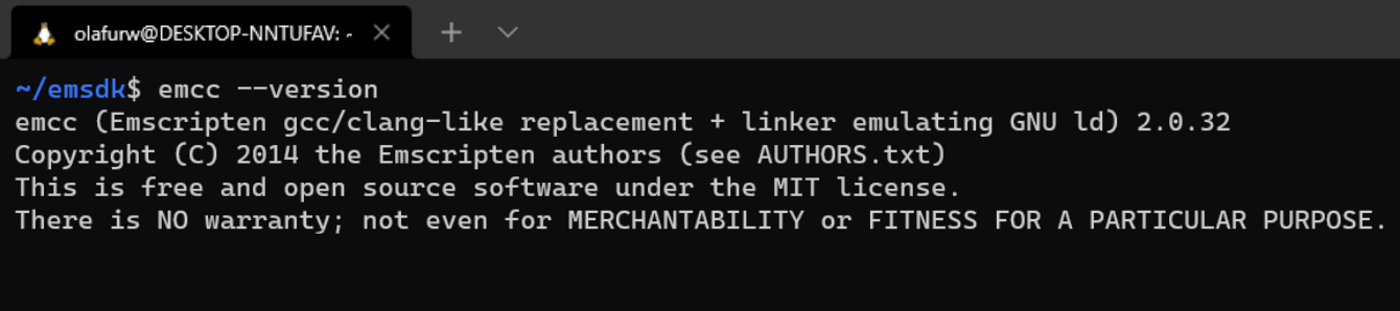 olafurw@DESKTOP-NNTUFAV: -
~/emsdk$ emcc --version
emcc (Emscripten gcc/clang-like replacement + linker emulating GNU ld) 2.0.32
Copyright (C) 2014 the Emscripten authors (see AUTHORS.txt)
This is free and open source software under the MIT license.
There is NO warranty; not even for MERCHANTABILITY or FITNESS FOR A PARTICULAR PURPOSE.